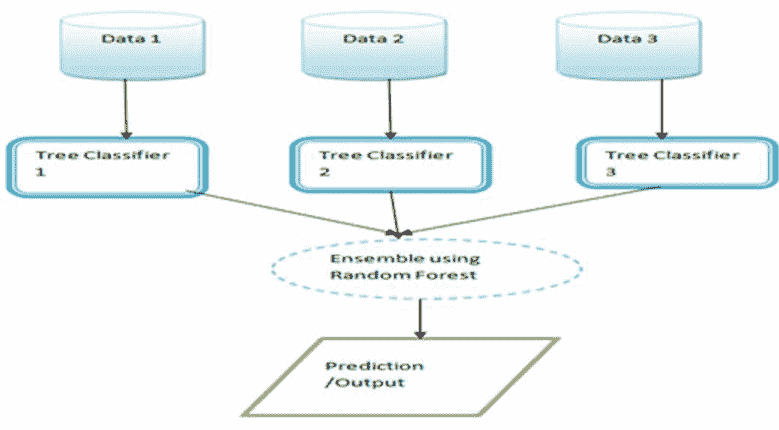 Data 1
Data 2
Data 3
Tree Classifier
1
Tree Classifier
2
Tree Classifier
3
Ensemble using
Random Forest
Prediction
/Output